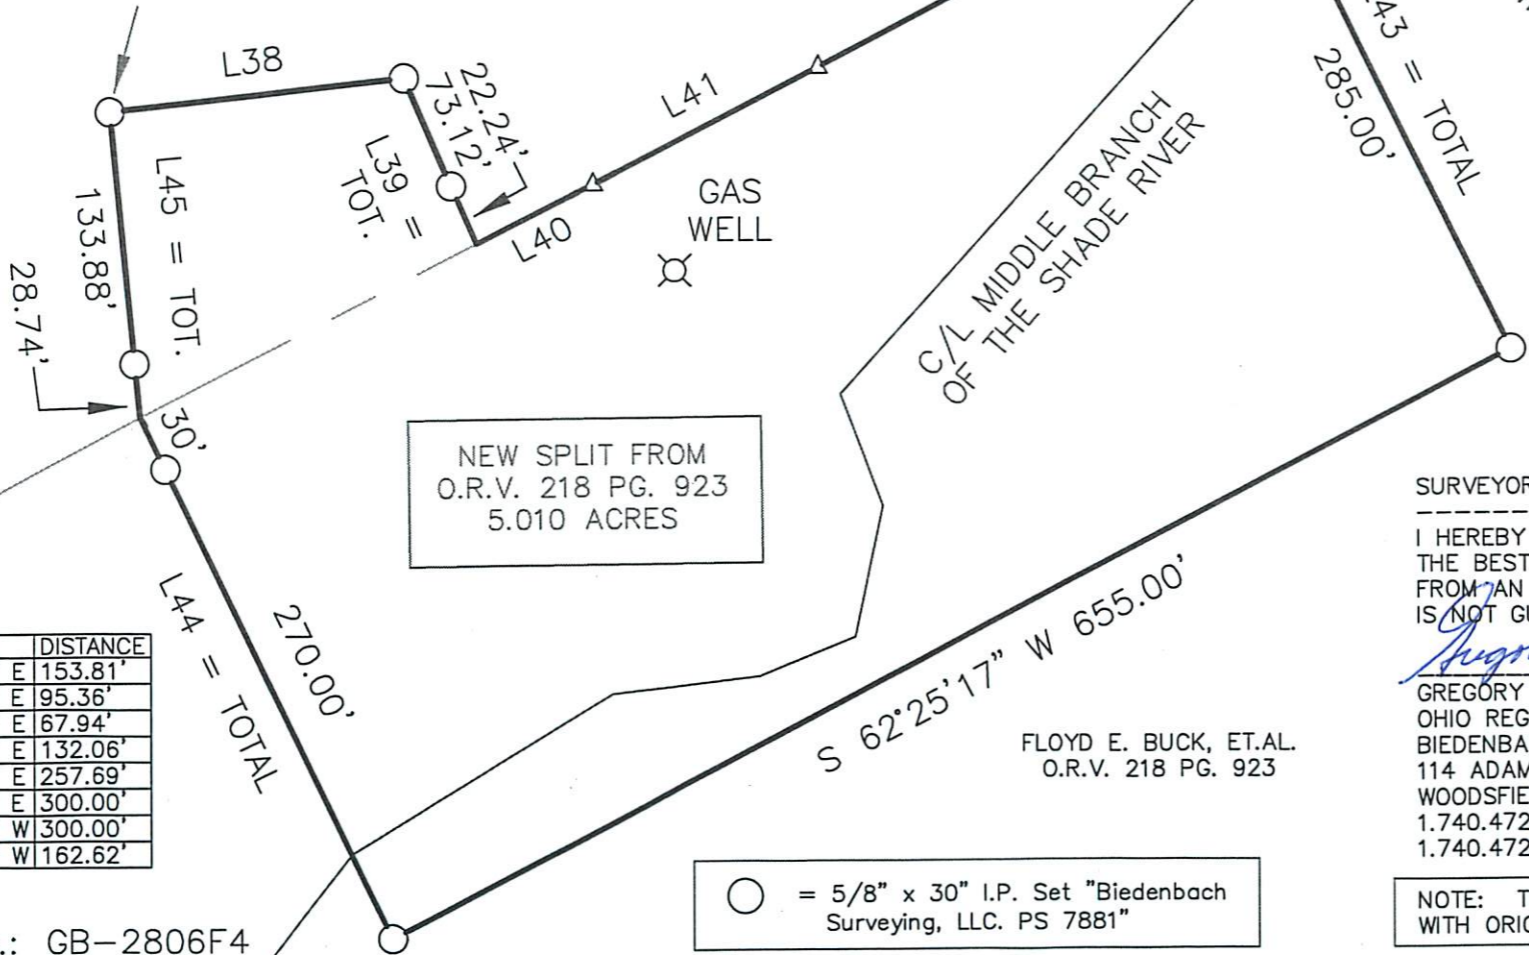 L38
22.24'
73.12'
L39 =
TOT.
L41
L40
GAS
WELL
C/L MIDDLE BRANCH
OF THE SHADE RIVER
L43 = TOTAL
285.00'
L45 = TOT.
133.88'
28.74'
30'
NEW SPLIT FROM
O.R.V. 218 PG. 923
5.010 ACRES
L44 = TOTAL
270.00'
S 62°25'17" W 655.00'
FLOYD E. BUCK, ET.AL.
O.R.V. 218 PG. 923
DISTANCE
E 153.81'
E 95.36'
E 67.94'
E 132.06'
E 257.69'
E 300.00'
W 300.00'
W 162.62'
.: GB-2806F4
= 5/8" x 30" I.P. Set "Biedenbach
Surveying, LLC. PS 7881"
SURVEYOR
I HEREBY
THE BEST
FROM AN
IS NOT GU
GREGORY
OHIO REG
BIEDENBA
114 ADAM
WOODSFIE
1.740.472
1.740.472
NOTE: T
WITH ORIG